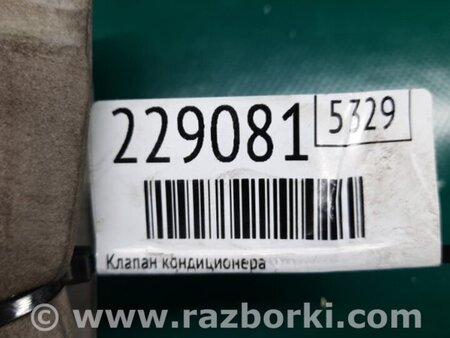 229081 5329
Клапан кондиционера
www.razborki.com